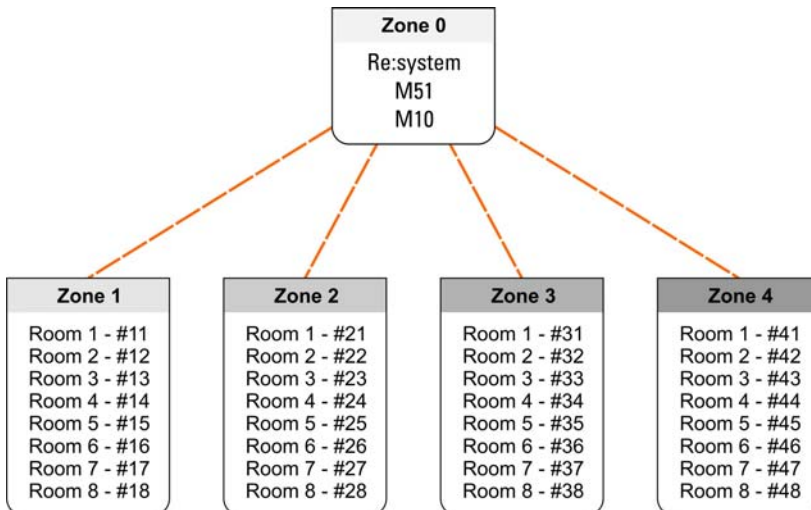 Zone 0
Re:system
M51
M10
Zone 1
Room 1 - #11
Room 2 - #12
Room 3 - #13
Room 4 - #14
Room 5 - #15
Room 6 - #16
Room 7 - #17
Room 8 - #18
Zone 2
Room 1 - #21
Room 2 - #22
Room 3 - #23
Room 4 - #24
Room 5 - #25
Room 6 - #26
Room 7 - #27
Room 8 - #28
Zone 3
Room 1 - #31
Room 2 - #32
Room 3 - #33
Room 4 - #34
Room 5 - #35
Room 6 - #36
Room 7 - #37
Room 8 - #38
Zone 4
Room 1 - #41
Room 2 - #42
Room 3 - #43
Room 4 - #44
Room 5 - #45
Room 6 - #46
Room 7 - #47
Room 8 - #48